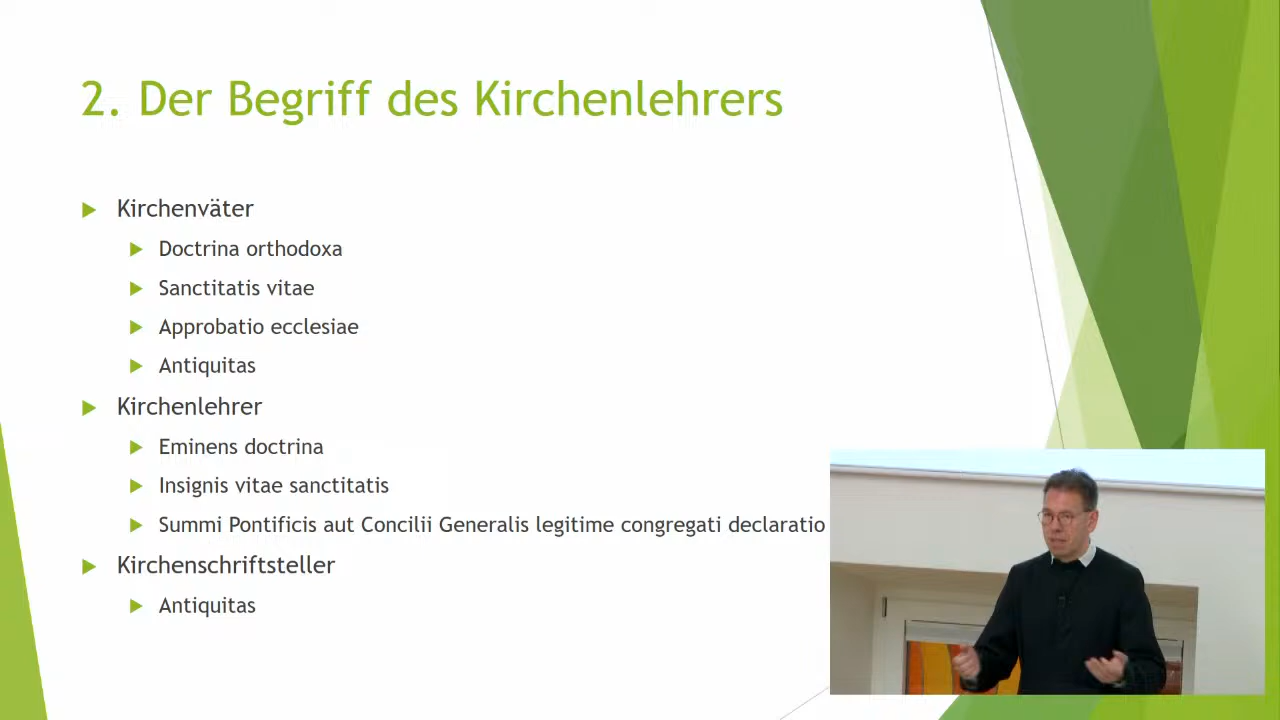 2. Der Begriff des Kirchenlehrers
Kirchenväter
Doctrina orthodoxa
Sanctitatis vitae
Approbatio ecclesiae
Antiquitas
Kirchenlehrer
Eminens doctrina
Insignis vitae sanctitatis
Summi Pontificis aut Concilii Generalis legitime congregati declaratio
Kirchenschriftsteller
Antiquitas